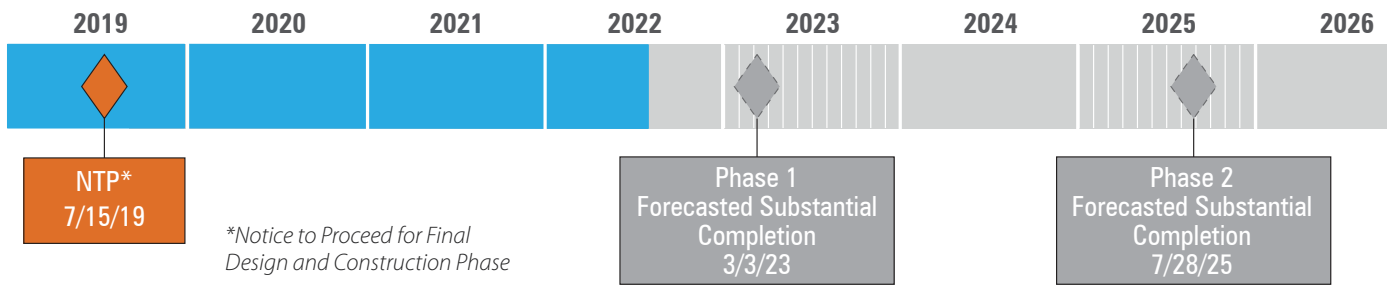 2019 2020 2021 2022 2023 2024 2025 2026
NTP*
7/15/19
*Notice to Proceed for Final
Design and Construction Phase
Phase 1
Forecasted Substantial
Completion
3/3/23
Phase 2
Forecasted Substantial
Completion
7/28/25